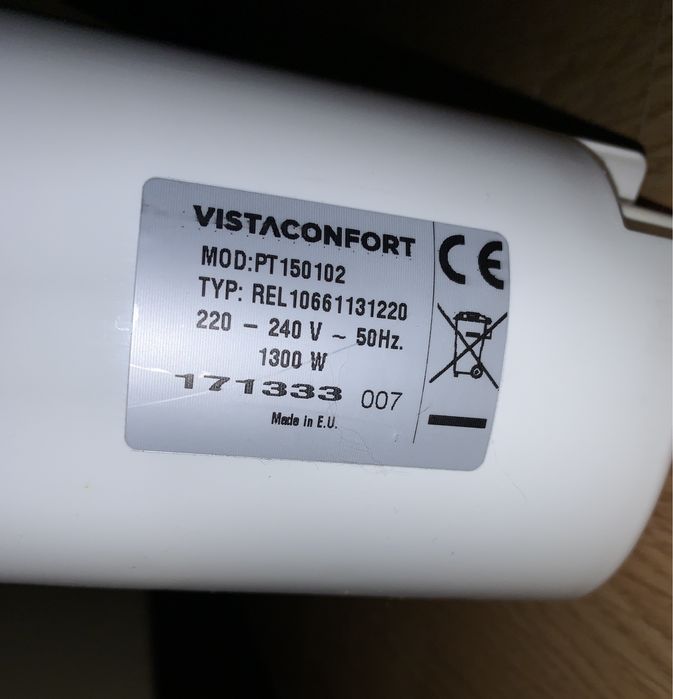 VISTACONFORT
MOD:PT150102
TYP: REL10661131220
220 – 240 V ~ 50Hz.
1300 W
171333 007
Made in E.U.
CE